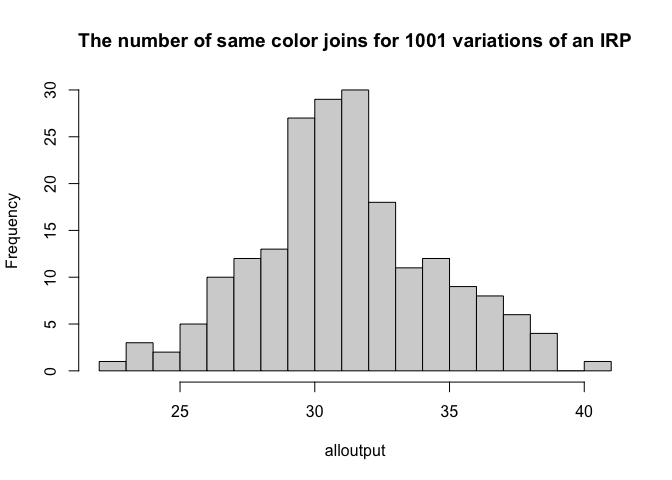 The number of same color joins for 1001 variations of an IRP
Frequency
30
25
20
15
10
5
0
25 30 35 40
alloutput